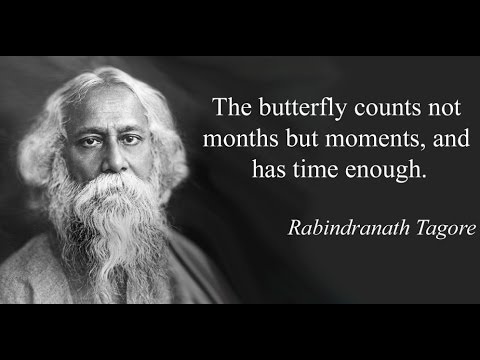 The butterfly counts not
months but moments, and
has time enough.
Rabindranath Tagore